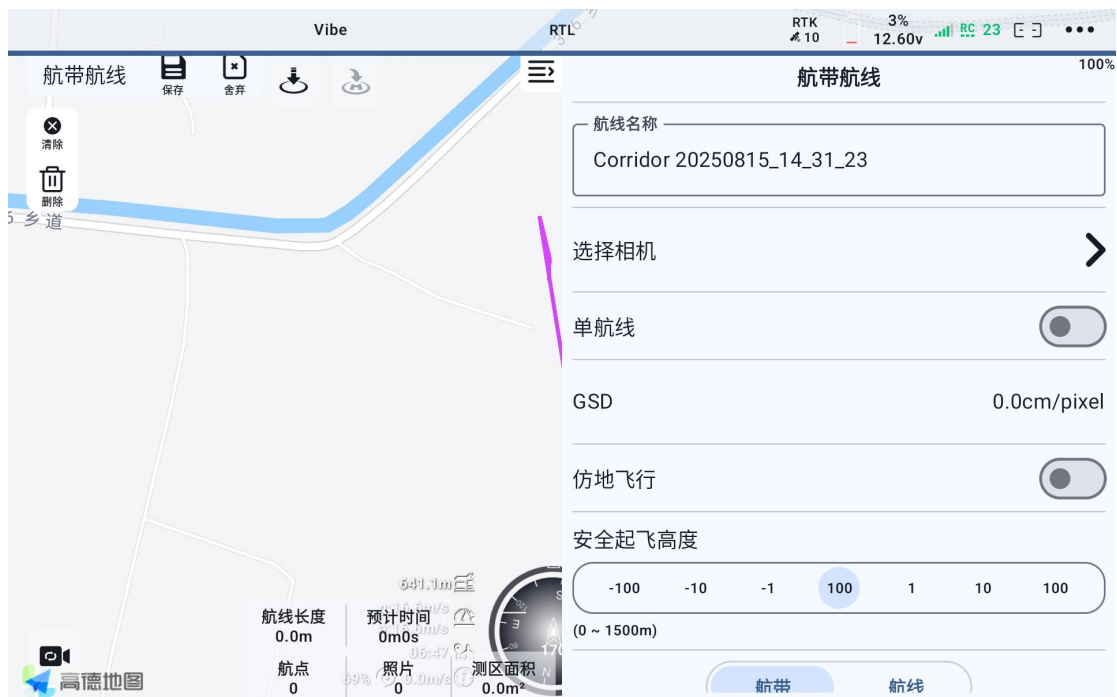 Vibe
RTL
RTK
10
3%
12.60v
RC 23
航带航线
保存
舍弃
清除
删除
乡道
641.1m
航线长度
0.0m
预计时间
0m0s
06:47
航点
0
照片
0
测区面积
0.0m²
高德地图
100%
航带航线
航线名称
Corridor 20250815_14_31_23
选择相机
单航线
GSD
0.0cm/pixel
仿地飞行
安全起飞高度
-100 -10 -1 100 1 10 100
(0 ~ 1500m)
航带 航线